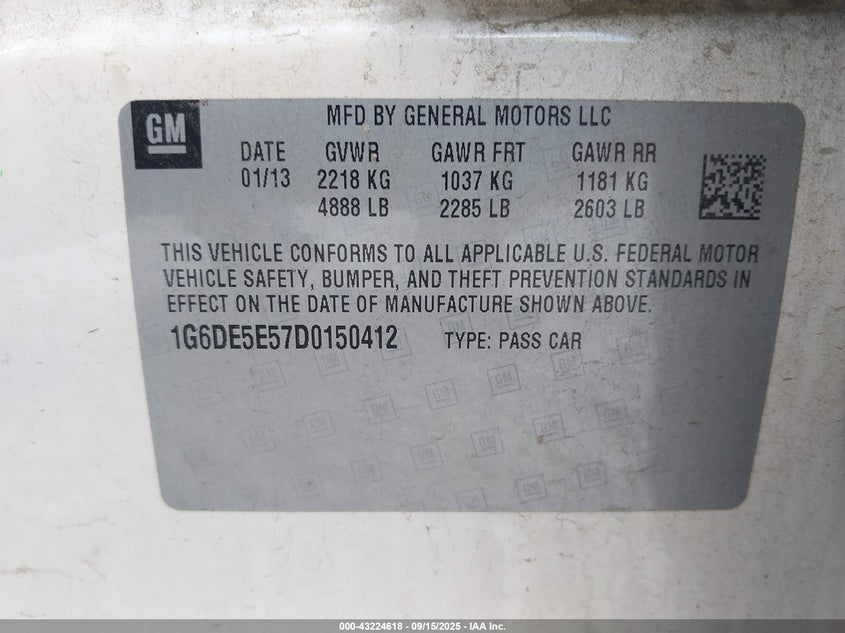 GM
MFD BY GENERAL MOTORS LLC
DATE GVWR GAWR FRT GAWR RR
01/13 2218 KG 1037 KG 1181 KG
4888 LB 2285 LB 2603 LB
THIS VEHICLE CONFORMS TO ALL APPLICABLE U.S. FEDERAL MOTOR
VEHICLE SAFETY, BUMPER, AND THEFT PREVENTION STANDARDS IN
EFFECT ON THE DATE OF MANUFACTURE SHOWN ABOVE.
1G6DE5E57D0150412 TYPE: PASS CAR
000-43224618 - 09/15/2025 - IAA Inc.